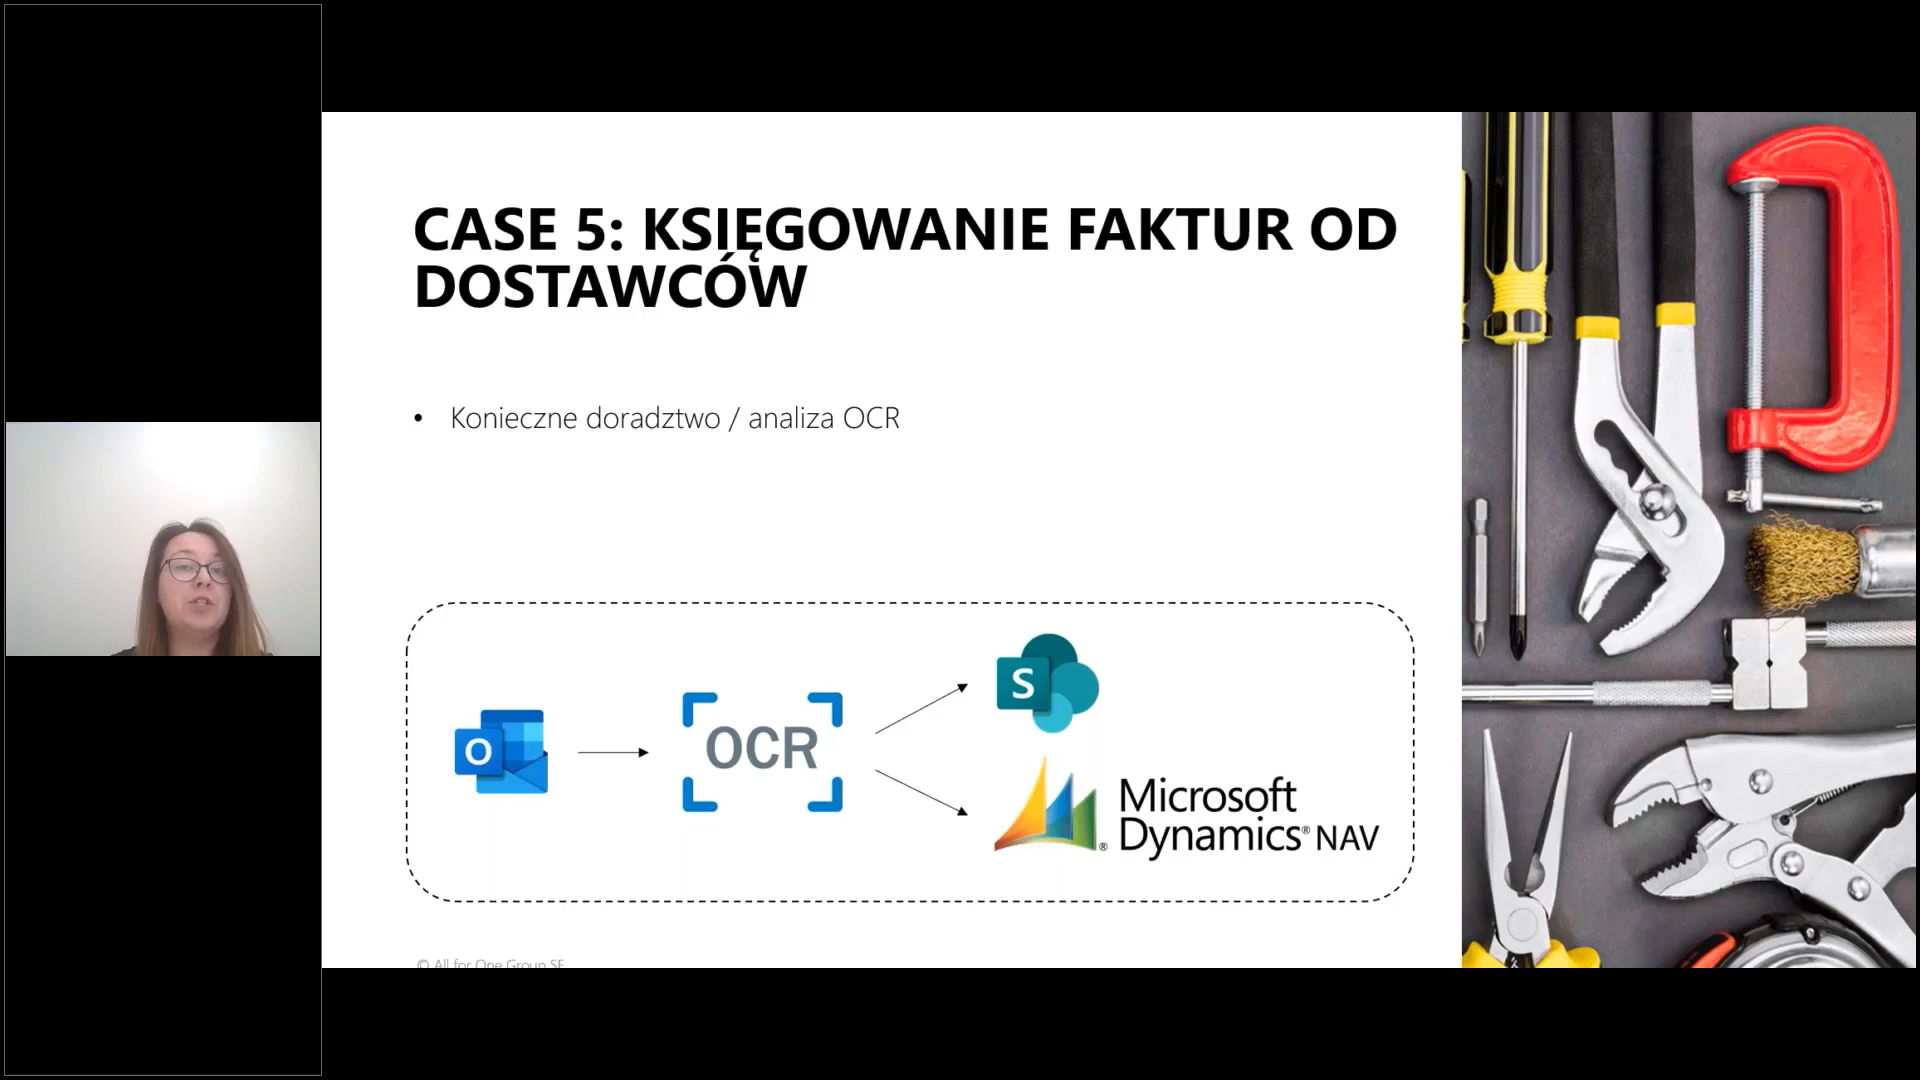 CASE 5: KSIĘGOWANIE FAKTUR OD
DOSTAWCÓW
• Konieczne doradztwo / analiza OCR
S
O
OCR
Microsoft
Dynamics® NAV
®
© All for One Group SE